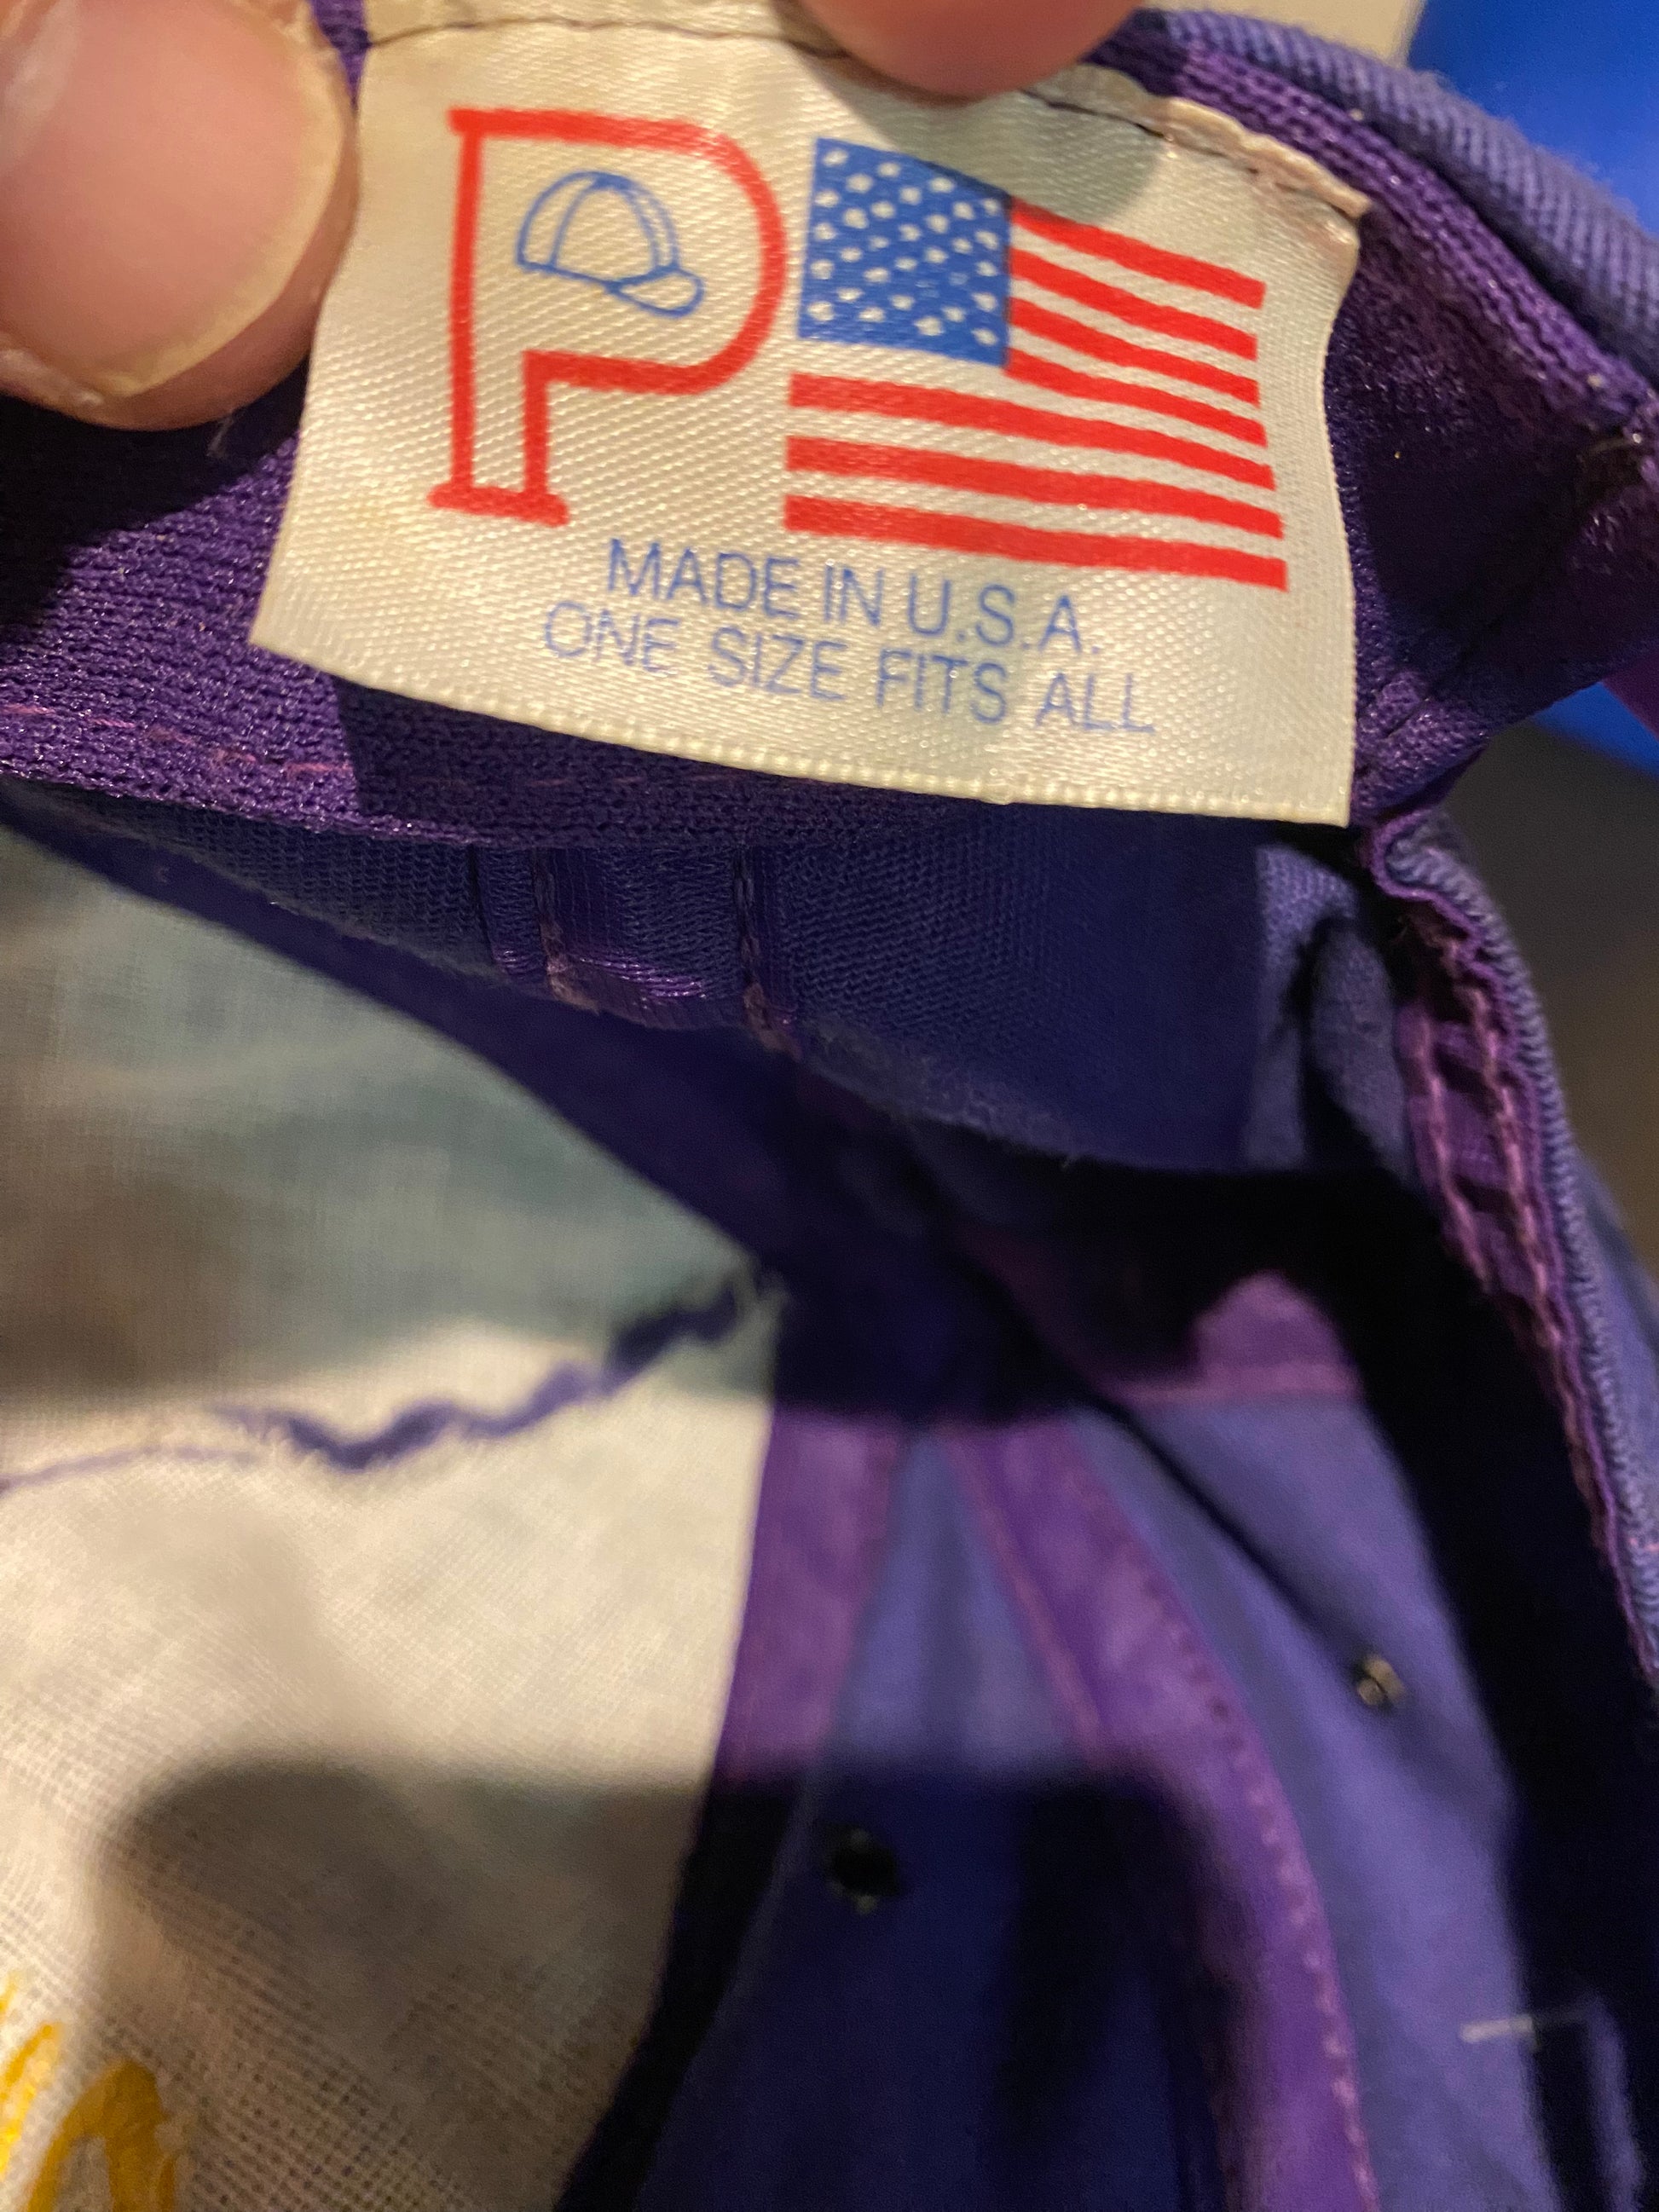 P
MADE IN U.S.A.
ONE SIZE FITS ALL